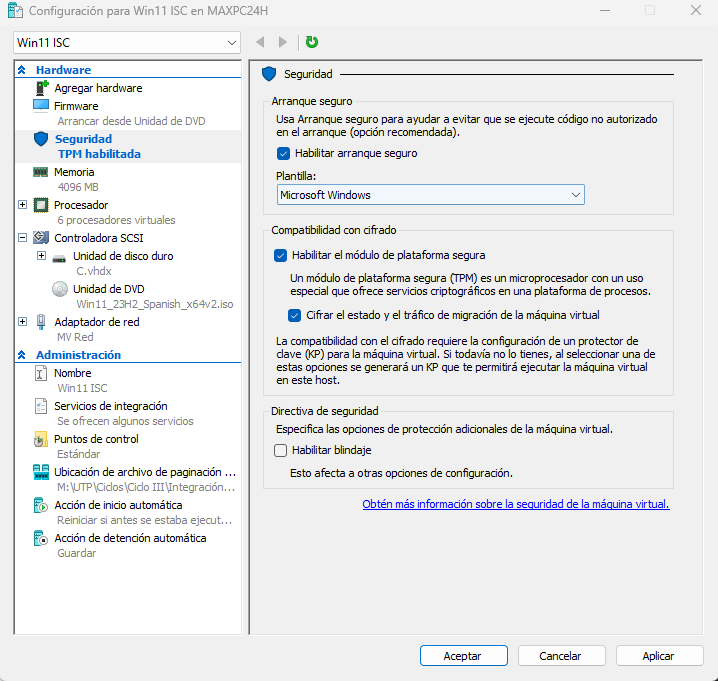 Configuración para Win11 ISC en MAXPC24H
Win11 ISC
Hardware
Agregar hardware
Firmware
Arrancar desde Unidad de DVD
Seguridad
TPM habilitada
Memoria
4096 MB
Procesador
6 procesadores virtuales
Controladora SCSI
Unidad de disco duro
C.vhdx
Unidad de DVD
Win11_23H2_Spanish_x64v2.iso
Adaptador de red
MV Red
Administración
Nombre
Win11 ISC
Servicios de integración
Se ofrecen algunos servicios
Puntos de control
Estándar
Ubicación de archivo de paginación ...
M:\UTP\Ciclos\Ciclo III\Integración...
Acción de inicio automática
Reiniciar si antes se estaba ejecut...
Acción de detención automática
Guardar
Seguridad
Arranque seguro
Usa Arranque seguro para ayudar a evitar que se ejecute código no autorizado
en el arranque (opción recomendada).
Habilitar arranque seguro
Plantilla:
Microsoft Windows
Compatibilidad con cifrado
Habilitar el módulo de plataforma segura
Un módulo de plataforma segura (TPM) es un microprocesador con un uso
especial que ofrece servicios criptográficos en una plataforma de procesos.
Cifrar el estado y el tráfico de migración de la máquina virtual
La compatibilidad con el cifrado requiere la configuración de un protector de
clave (KP) para la máquina virtual. Si todavía no lo tienes, al seleccionar una de
estas opciones se generará un KP que te permitirá ejecutar la máquina virtual
en este host.
Directiva de seguridad
Especifica las opciones de protección adicionales de la máquina virtual.
Habilitar blindaje
Esto afecta a otras opciones de configuración.
Obtén más información sobre la seguridad de la máquina virtual.
Aceptar
Cancelar
Aplicar